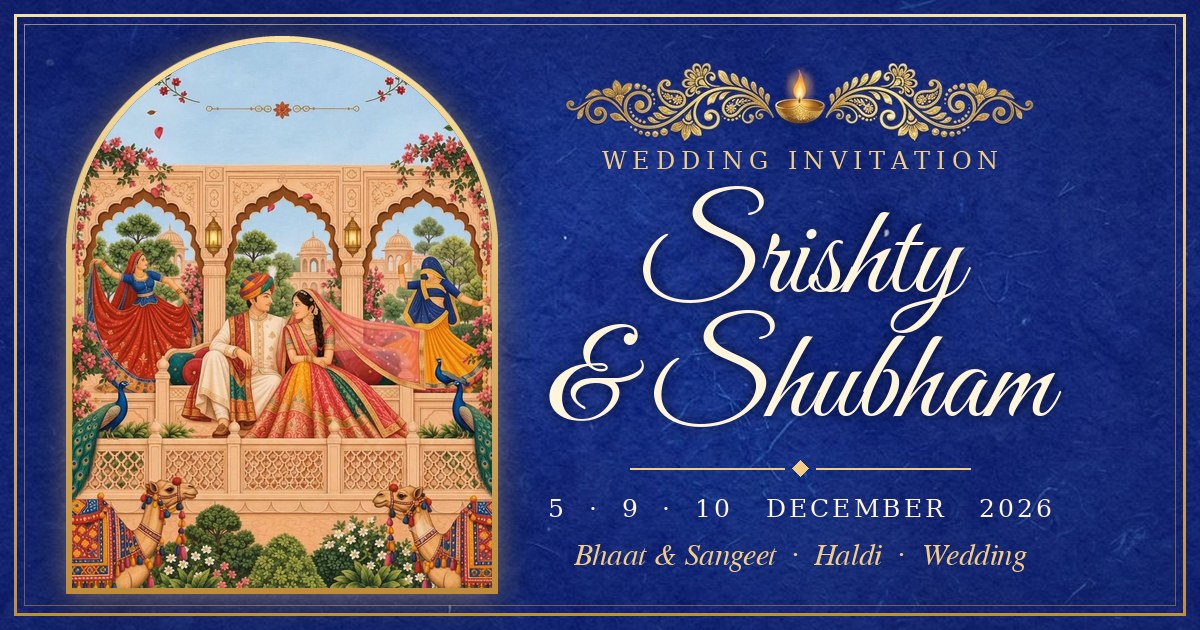 WEDDING INVITATION
Srishty
& Shubham
5 · 9 · 10 DECEMBER 2026
Bhaat & Sangeet · Haldi · Wedding